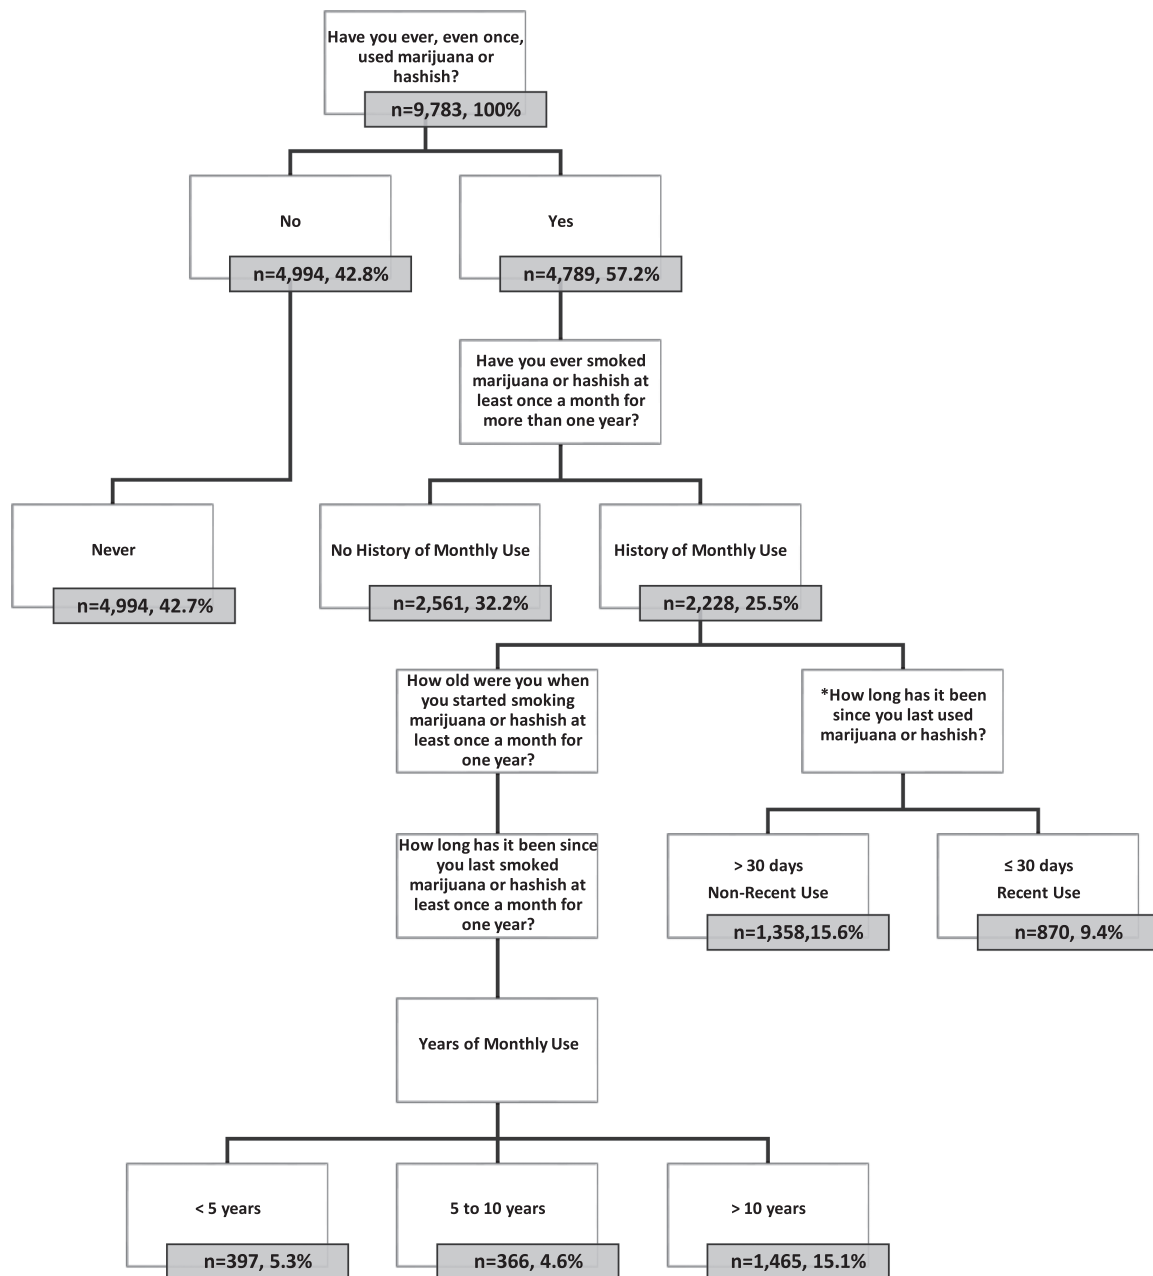 Have you ever, even once,
used marijuana or
hashish?
n=9,783, 100%
No
n=4,994, 42.8%
Yes
n=4,789, 57.2%
Have you ever smoked
marijuana or hashish at
least once a month for
more than one year?
Never
n=4,994, 42.7%
No History of Monthly Use
n=2,561, 32.2%
History of Monthly Use
n=2,228, 25.5%
How old were you when
you started smoking
marijuana or hashish at
least once a month for
one year?
*How long has it been
since you last used
marijuana or hashish?
How long has it been since
you last smoked
marijuana or hashish at
least once a month for
one year?
> 30 days
Non-Recent Use
n=1,358,15.6%
≤ 30 days
Recent Use
n=870, 9.4%
Years of Monthly Use
< 5 years
n=397, 5.3%
5 to 10 years
n=366, 4.6%
> 10 years
n=1,465, 15.1%